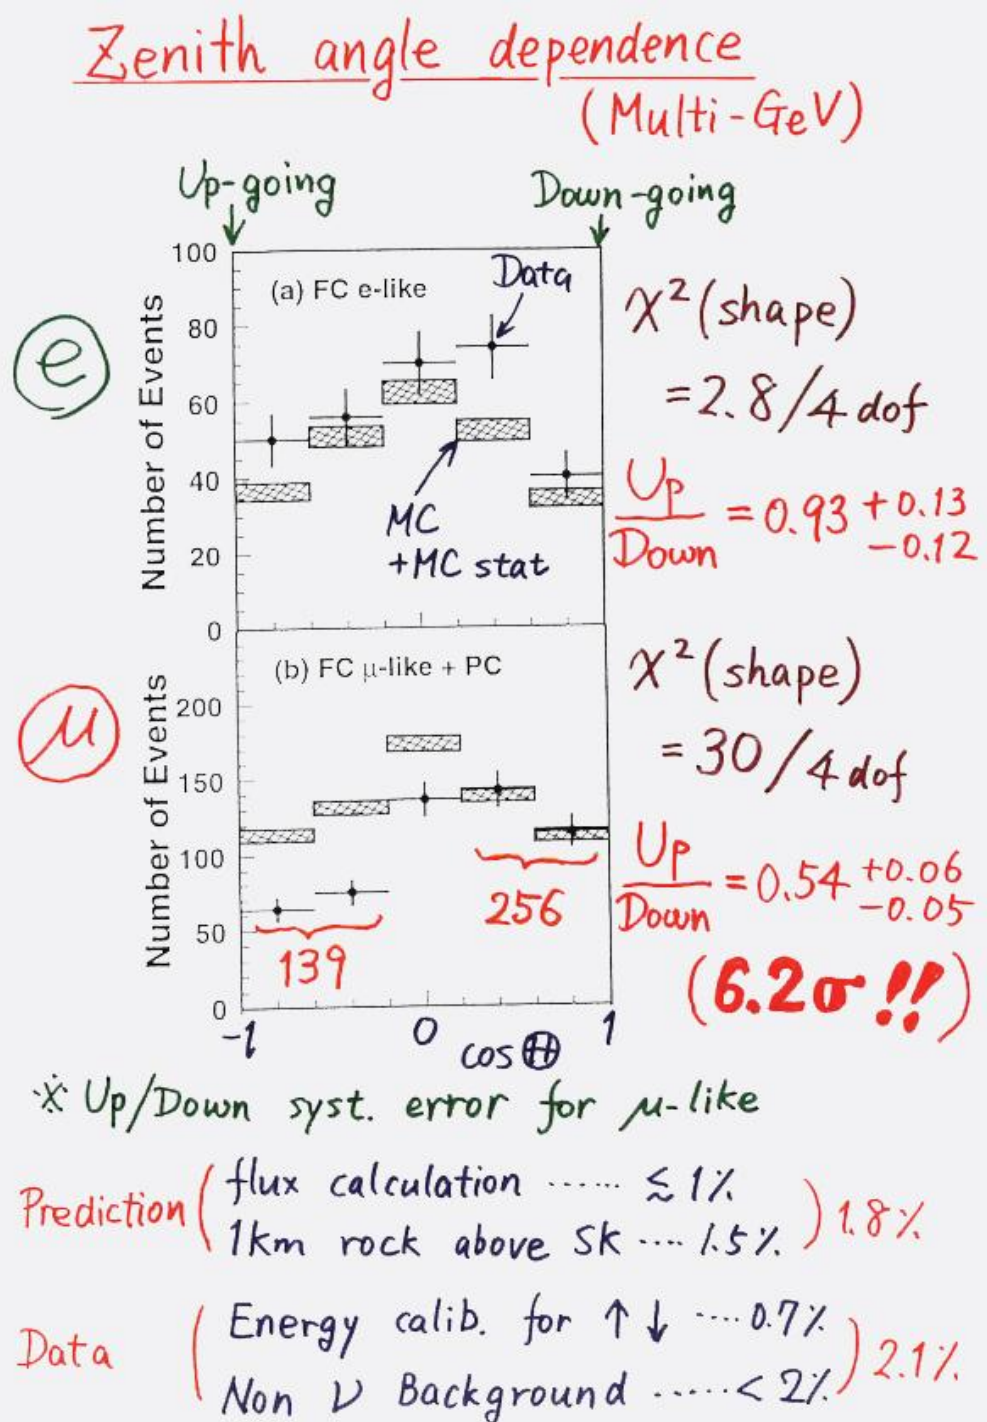 Zenith angle dependence
(Multi-GeV)
Up-going
Down-going
100
80
60
40
20
0
Number of Events
(a) FC e-like
Data
MC
+MC stat
e
χ² (shape)
= 2.8/4 dof
Up/Down = 0.93 +0.13 -0.12
200
150
100
50
0
Number of Events
(b) FC μ-like + PC
139
256
μ
χ² (shape)
= 30/4 dof
Up/Down = 0.54 +0.06 -0.05
(6.2σ !!)
-1 0 1
cos Θ
※ Up/Down syst. error for μ-like
Prediction ( flux calculation ...... ≲ 1%
1km rock above SK .... 1.5% ) 1.8%
Data ( Energy calib. for ↑ ↓ .... 0.7%
Non ν Background ...... < 2% ) 2.1%